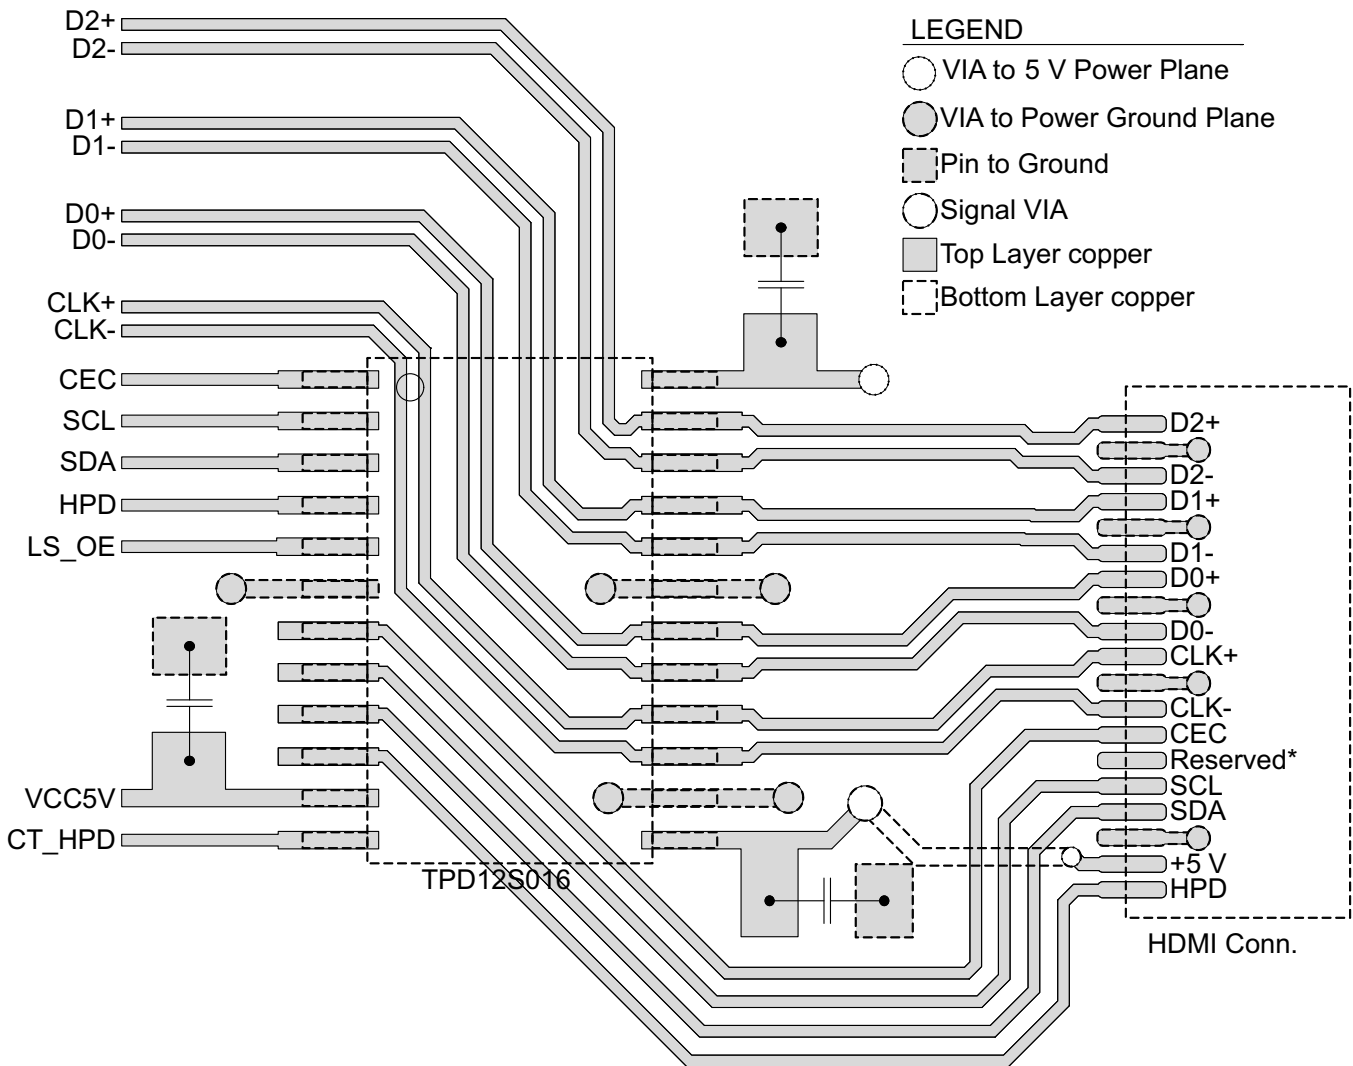 D2+
D2-
D1+
D1-
D0+
D0-
CLK+
CLK-
CEC
SCL
SDA
HPD
LS_OE
VCC5V
CT_HPD
TPD12S016
LEGEND
VIA to 5 V Power Plane
VIA to Power Ground Plane
Pin to Ground
Signal VIA
Top Layer copper
Bottom Layer copper
D2+
D2-
D1+
D1-
D0+
D0-
CLK+
CLK-
CEC
Reserved*
SCL
SDA
+5 V
HPD
HDMI Conn.